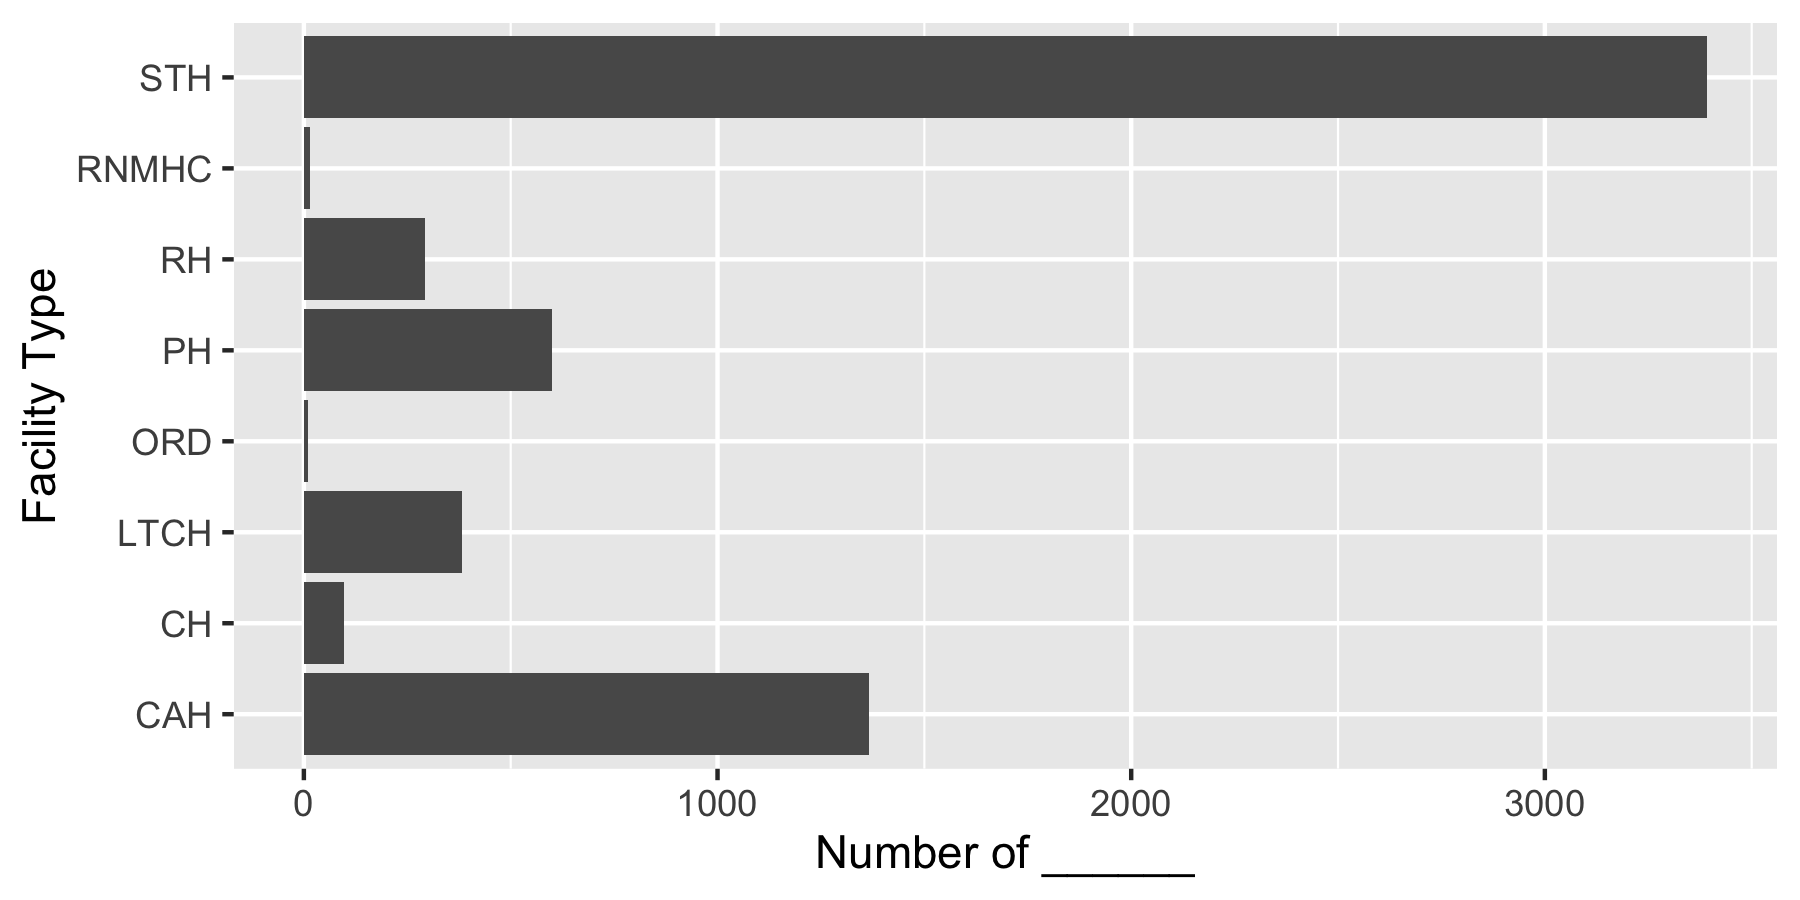 Facility Type
STH
RNMHC
RH
PH
ORD
LTCH
CH
CAH
0 1000 2000 3000
Number of ______